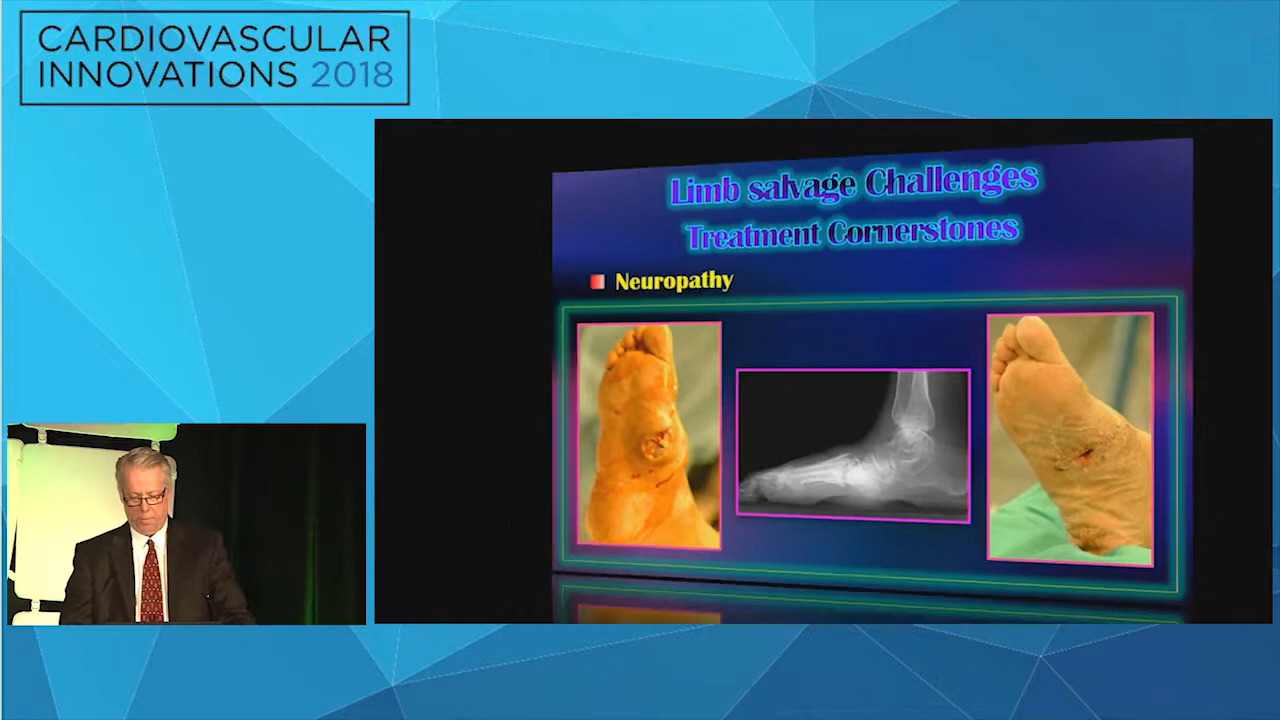 CARDIOVASCULAR
INNOVATIONS 2018
Limb salvage Challenges
Treatment Cornerstones
Neuropathy